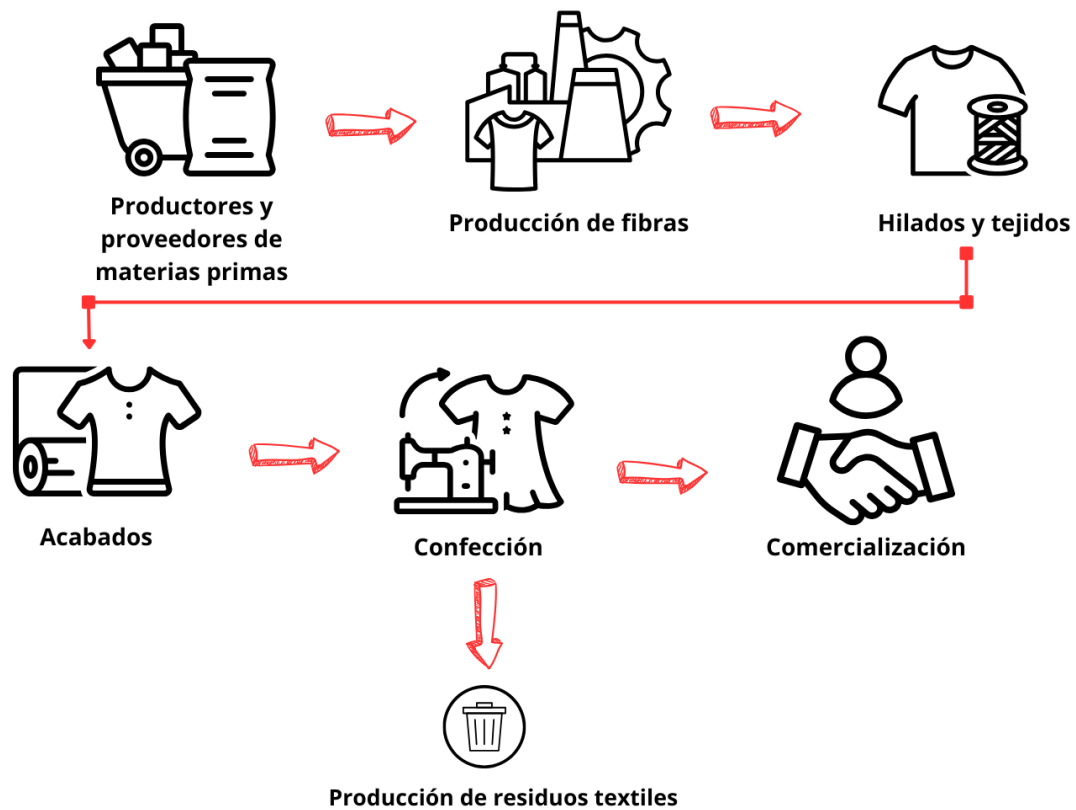 Productores y
proveedores de
materias primas
Producción de fibras
Hilados y tejidos
Acabados
Confección
Comercialización
Producción de residuos textiles